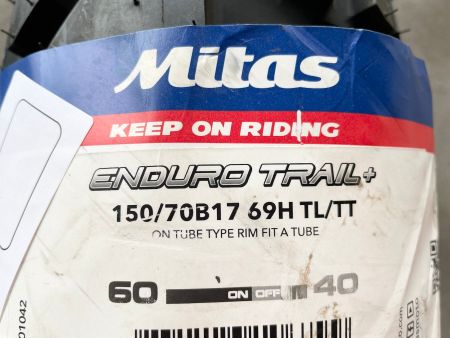 Mitas
KEEP ON RIDING
ENDURO TRAIL+
150/70B17 69H TL/TT
ON TUBE TYPE RIM FIT A TUBE
60 ON OFF 40
01042